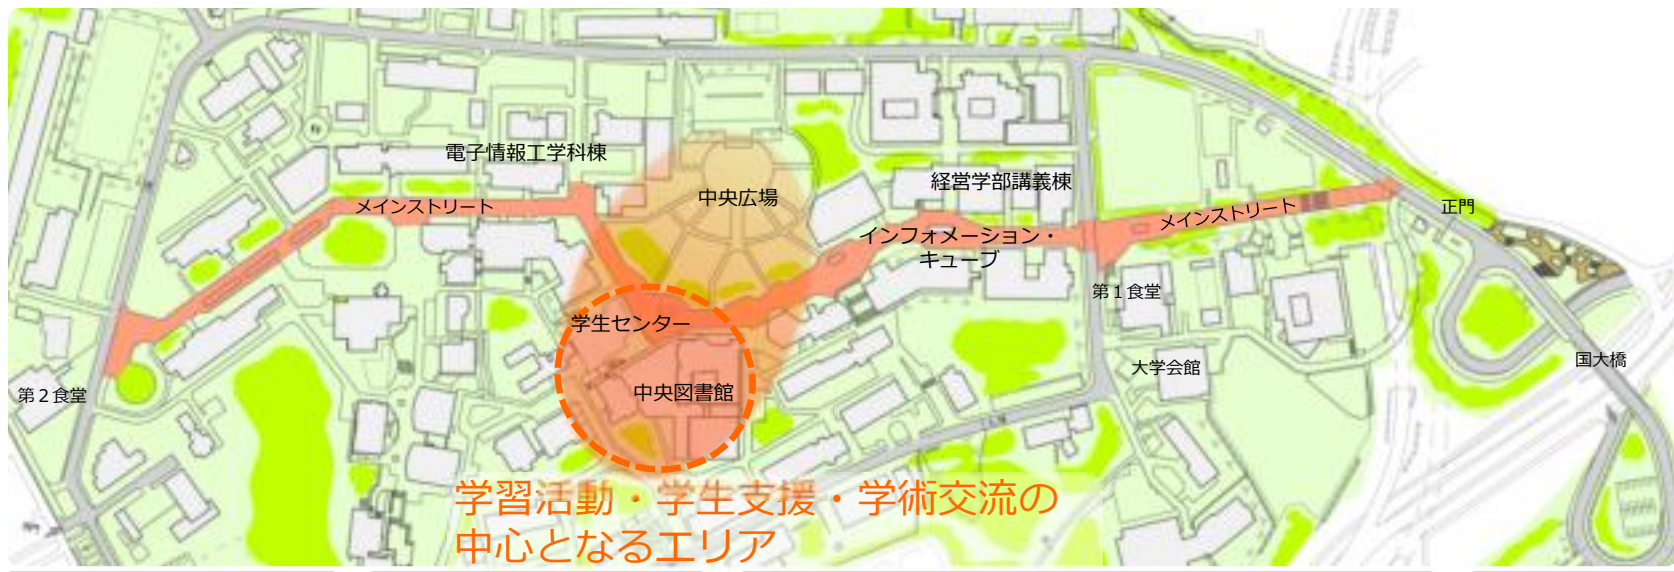 電子情報工学科棟
中央広場
経営学部講義棟
メインストリート
メインストリート
正門
インフォメーション・
キューブ
第１食堂
学生センター
大学会館
国大橋
第２食堂
中央図書館
学習活動・学生支援・学術交流の
中心となるエリア